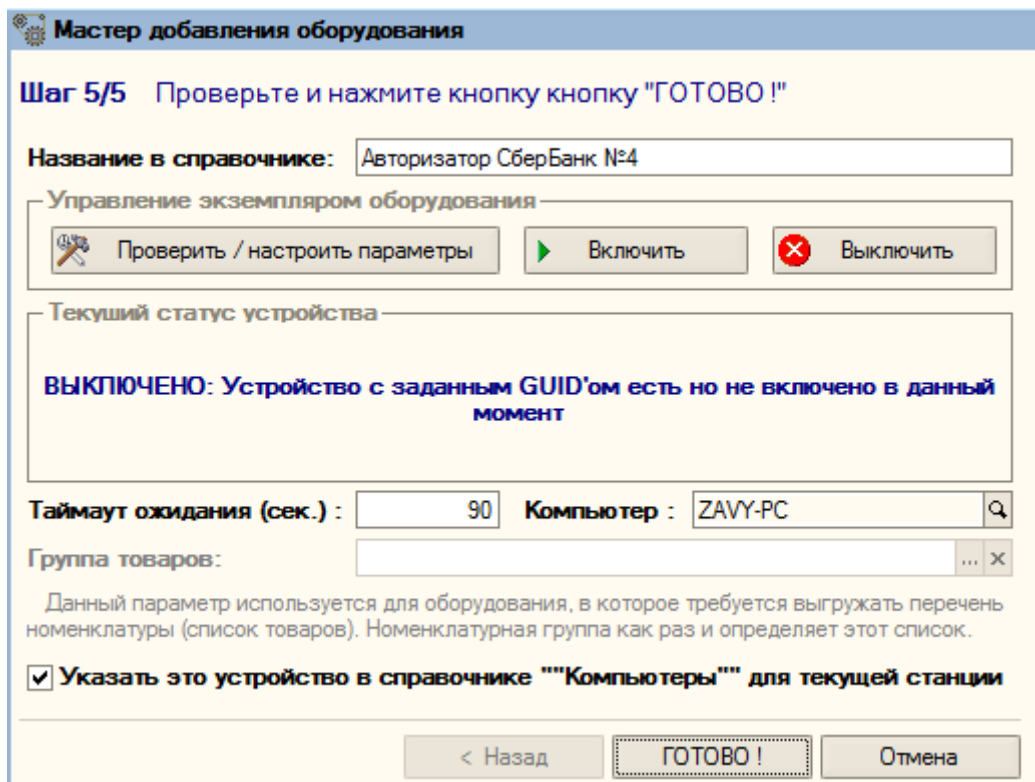 Мастер добавления оборудования
Шаг 5/5 Проверьте и нажмите кнопку кнопку "ГОТОВО !"
Название в справочнике: Авторизатор СберБанк №4
Управление экземпляром оборудования
Проверить / настроить параметры Включить Выключить
Текуший статус устройства
ВЫКЛЮЧЕНО: Устройство с заданным GUID'ом есть но не включено в данный
момент
Таймаут ожидания (сек.) : 90 Компьютер : ZAVY-PC
Группа товаров: ... x
Данный параметр используется для оборудования, в которое требуется выгружать перечень
номенклатуры (список товаров). Номенклатурная группа как раз и определяет этот список.
Указать это устройство в справочнике ""Компьютеры"" для текущей станции
< Назад ГОТОВО ! Отмена